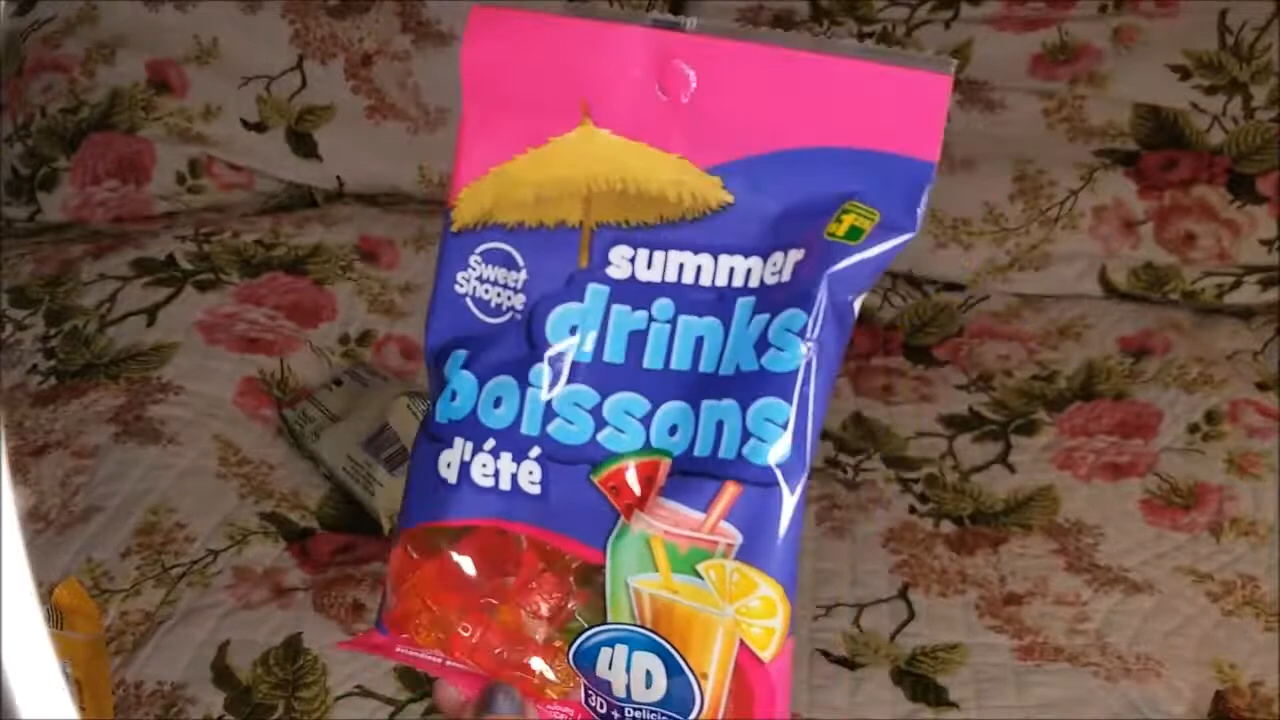 Sweet
Shoppe
summer
drinks
boissons
d'été
4D
3D +